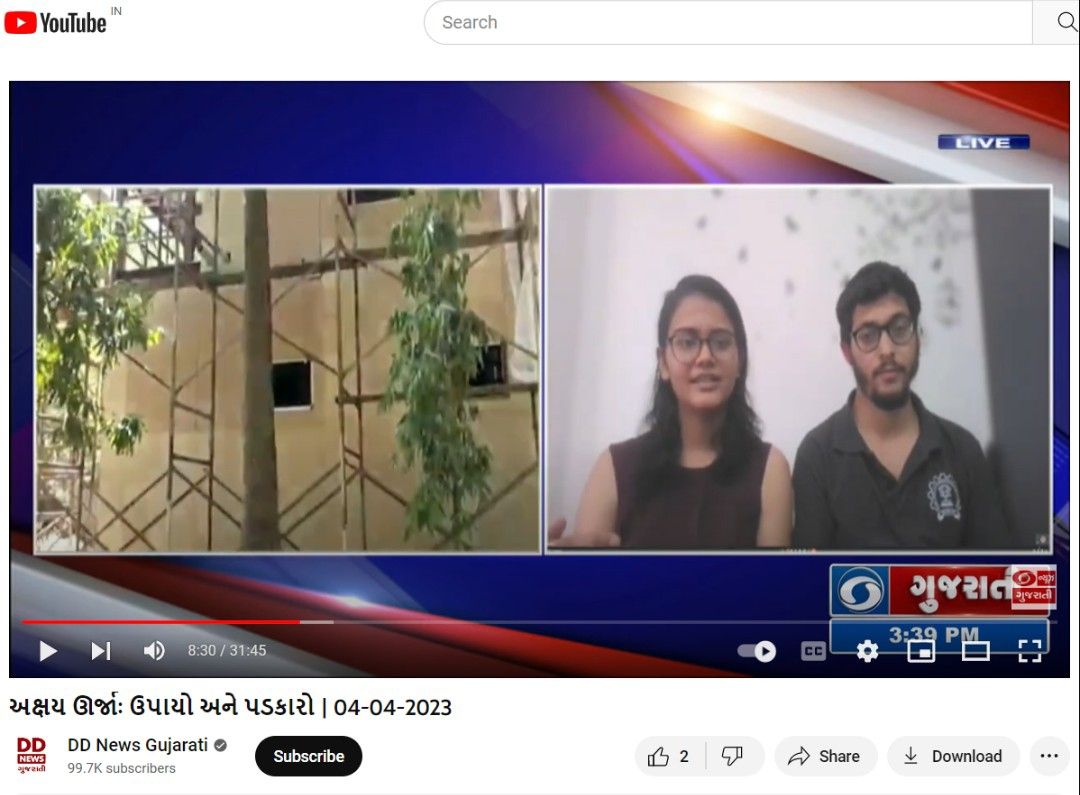 YouTube IN
Search
LIVE
ગુજરાતી
ન્યૂઝ
ગુજરાતી
3:39 PM
8:30 / 31:45
CC
અક્ષય ઊર્જાઃ ઉપાયો અને પડકારો | 04-04-2023
DD
NEWS
ગુજરાતી
DD News Gujarati
99.7K subscribers
Subscribe
2
Share
Download